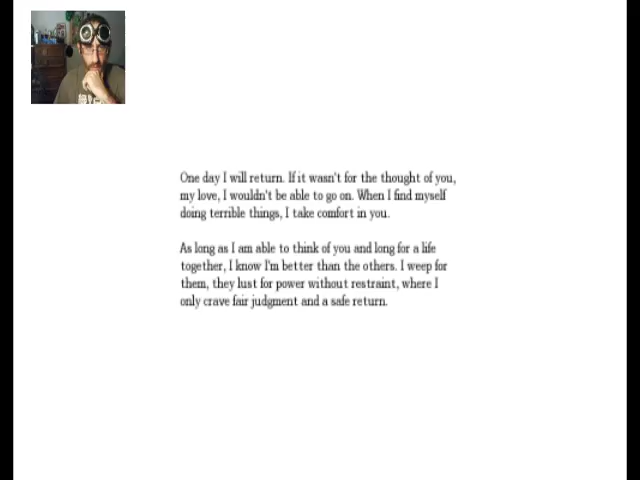 One day I will return. If it wasn't for the thought of you,
my love, I wouldn't be able to go on. When I find myself
doing terrible things, I take comfort in you.
As long as I am able to think of you and long for a life
together, I know I'm better than the others. I weep for
them, they lust for power without restraint, where I
only crave fair judgment and a safe return.